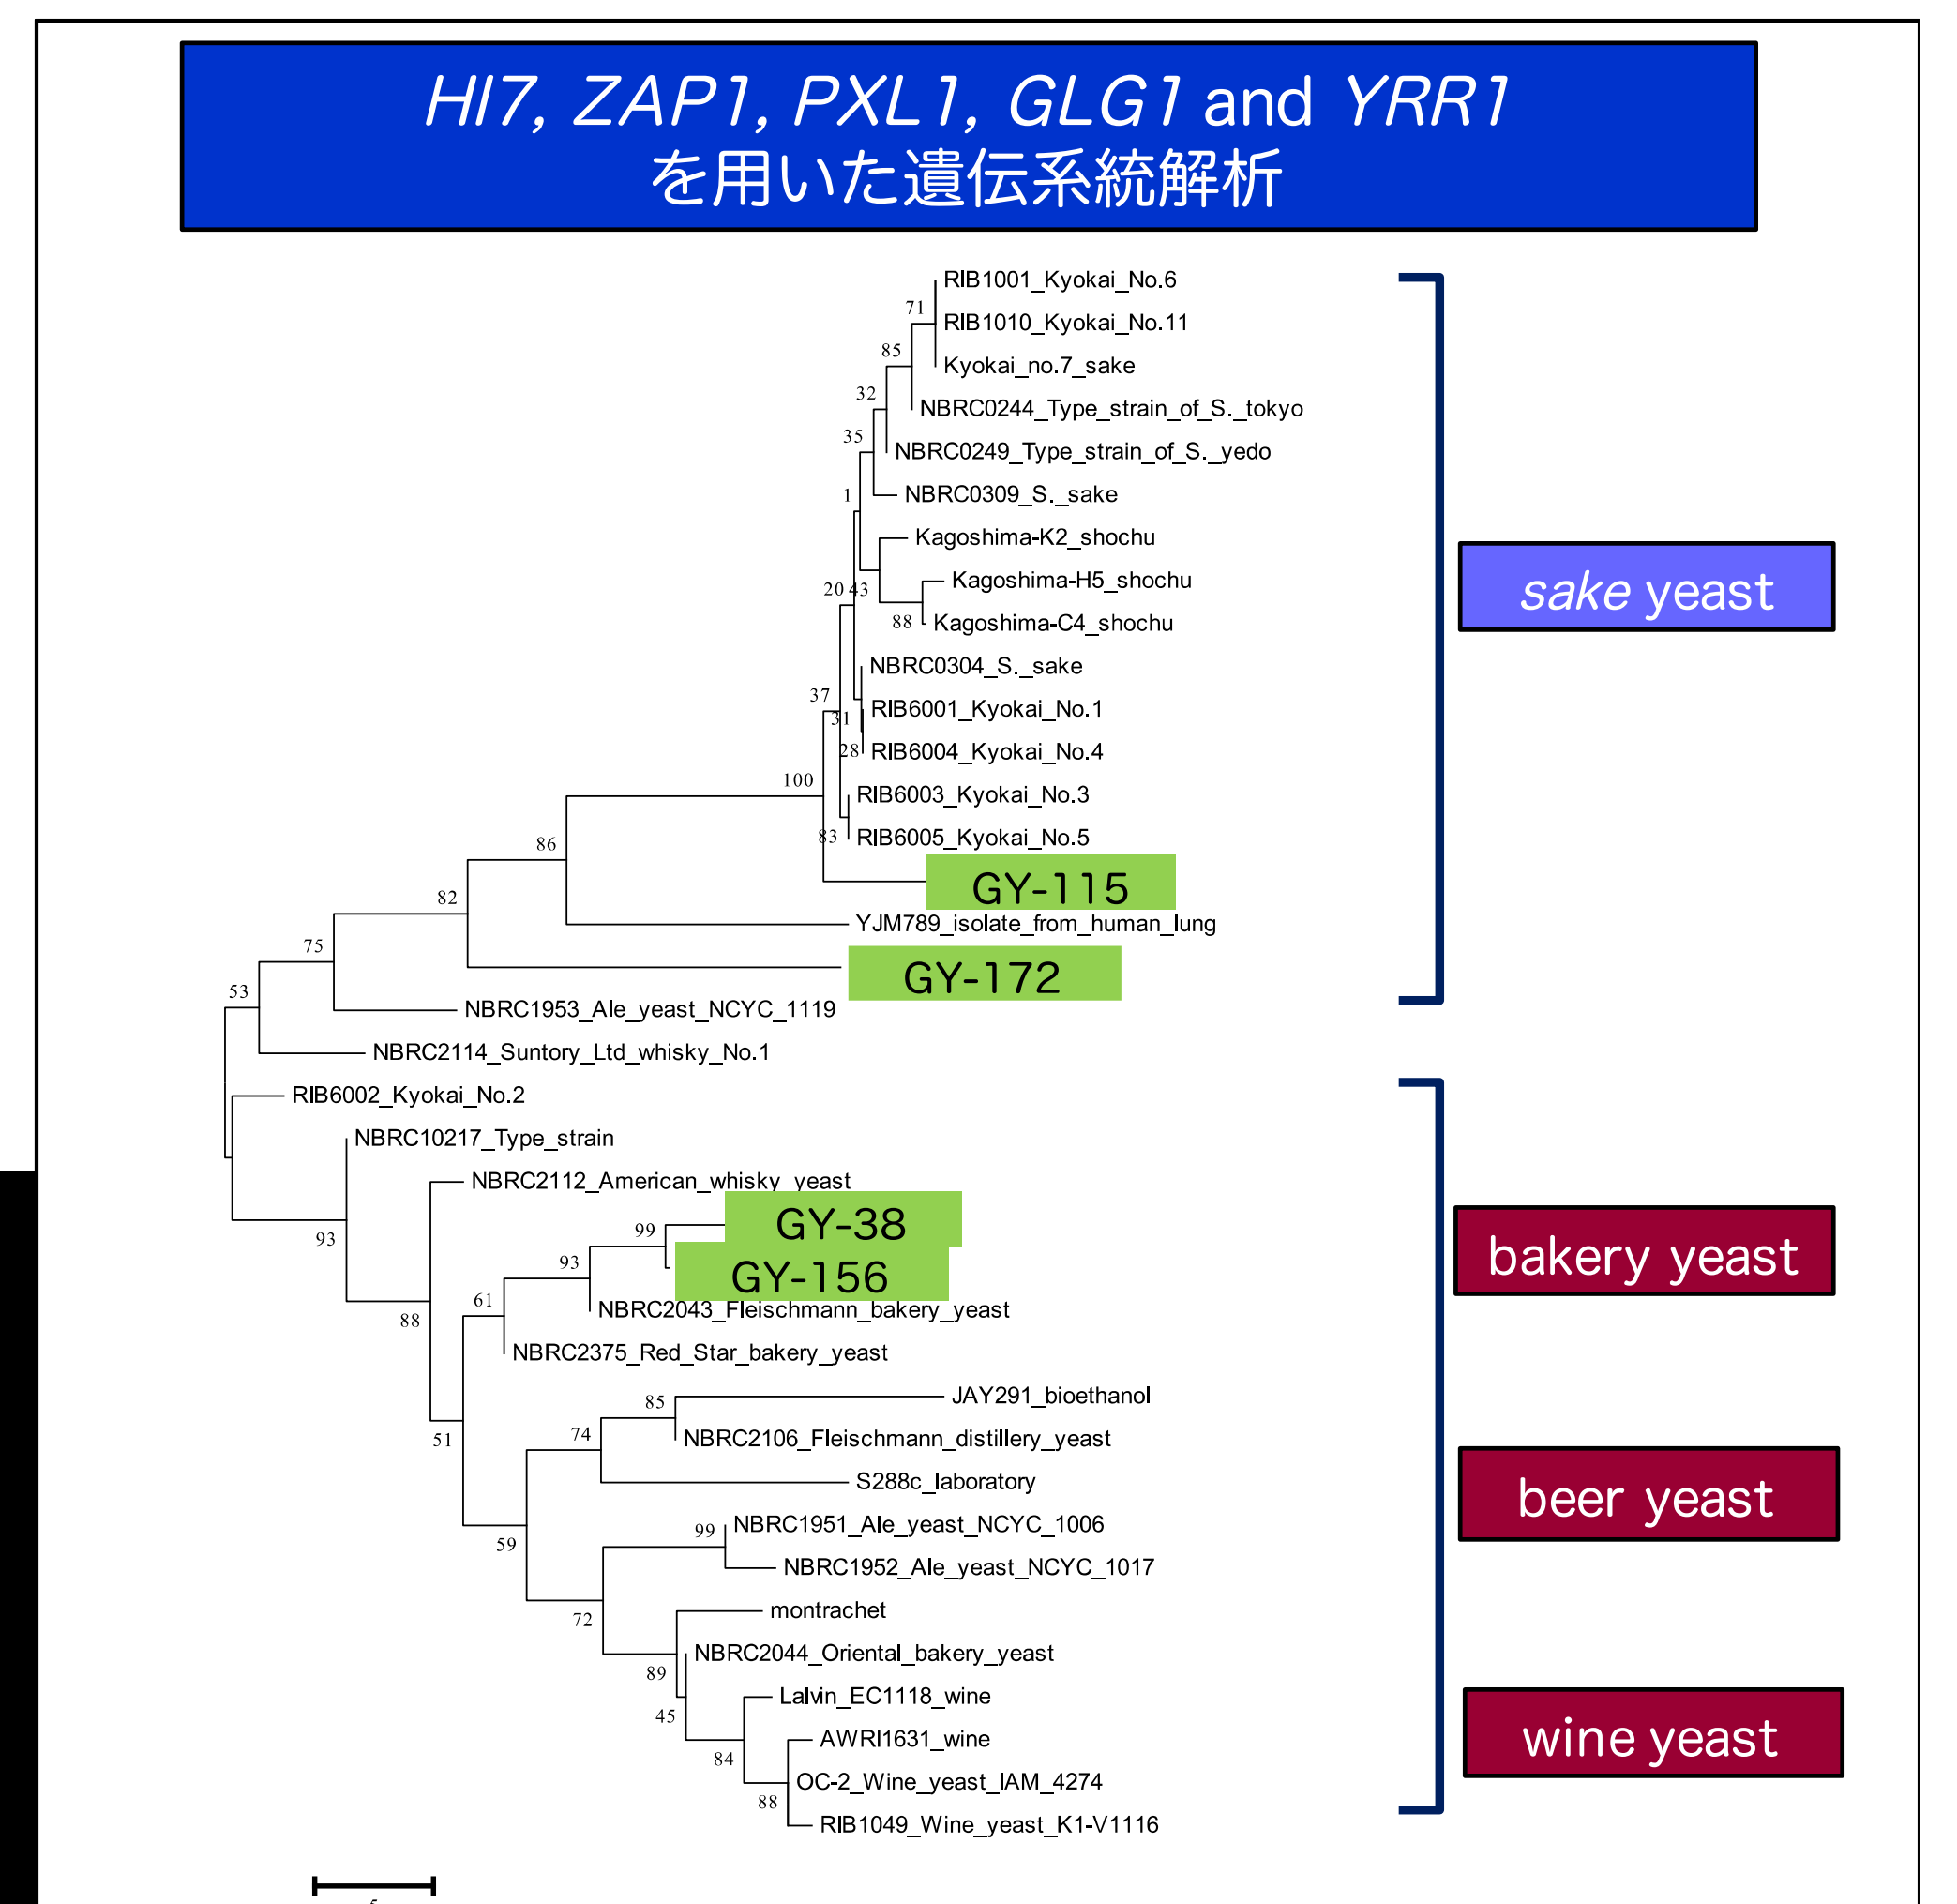 HI7, ZAP1, PXL1, GLG1 and YRR1
を用いた遺伝系統解析
RIB1001_Kyokai_No.6
71
RIB1010_Kyokai_No.11
85
Kyokai_no.7_sake
32
NBRC0244_Type_strain_of_S._tokyo
35
NBRC0249_Type_strain_of_S._yedo
1
NBRC0309_S._sake
Kagoshima-K2_shochu
20 43
Kagoshima-H5_shochu
88
Kagoshima-C4_shochu
sake yeast
NBRC0304_S._sake
37
31
RIB6001_Kyokai_No.1
28
RIB6004_Kyokai_No.4
100
RIB6003_Kyokai_No.3
83
RIB6005_Kyokai_No.5
86
GY-115
82
YJM789_isolate_from_human_lung
75
GY-172
53
NBRC1953_Ale_yeast_NCYC_1119
NBRC2114_Suntory_Ltd_whisky_No.1
RIB6002_Kyokai_No.2
NBRC10217_Type_strain
NBRC2112_American_whisky_yeast
93
99
GY-38
93
GY-156
bakery yeast
61
NBRC2043_Fleischmann_bakery_yeast
88
NBRC2375_Red_Star_bakery_yeast
85
JAY291_bioethanol
51
74
NBRC2106_Fleischmann_distillery_yeast
S288c_laboratory
beer yeast
59
99
NBRC1951_Ale_yeast_NCYC_1006
NBRC1952_Ale_yeast_NCYC_1017
72
montrachet
89
NBRC2044_Oriental_bakery_yeast
45
Lalvin_EC1118_wine
84
AWRI1631_wine
wine yeast
OC-2_Wine_yeast_IAM_4274
88
RIB1049_Wine_yeast_K1-V1116